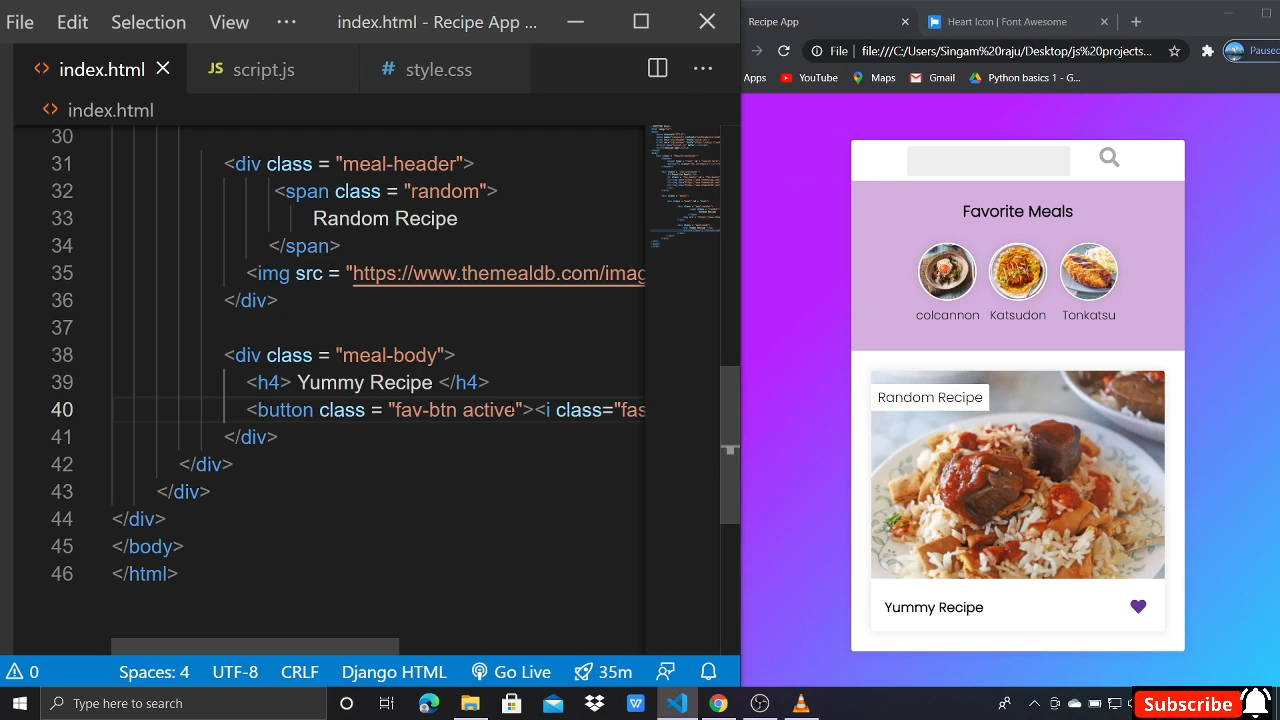 File Edit Selection View ··· index.html - Recipe App ...
index.html script.js style.css ···
index.html
30
31 <div class = "meal-header">
32 <span class = "random">
33 Random Recipe
34 </span>
35 <img src = "https://www.themealdb.com/imag
36 </div>
37
38 <div class = "meal-body">
39 <h4> Yummy Recipe </h4>
40 <button class = "fav-btn active"><i class="fas
41 </div>
42 </div>
43 </div>
44 </div>
45 </body>
46 </html>
0 Spaces: 4 UTF-8 CRLF Django HTML Go Live 35m
Recipe App Heart Icon | Font Awesome
File file:///C:/Users/Singam%20raju/Desktop/js%20projects... Paused
Apps YouTube Maps Gmail Python basics 1 - G...
Favorite Meals
colcannon Katsudon Tonkatsu
Random Recipe
Yummy Recipe
Type here to search
Subscribe